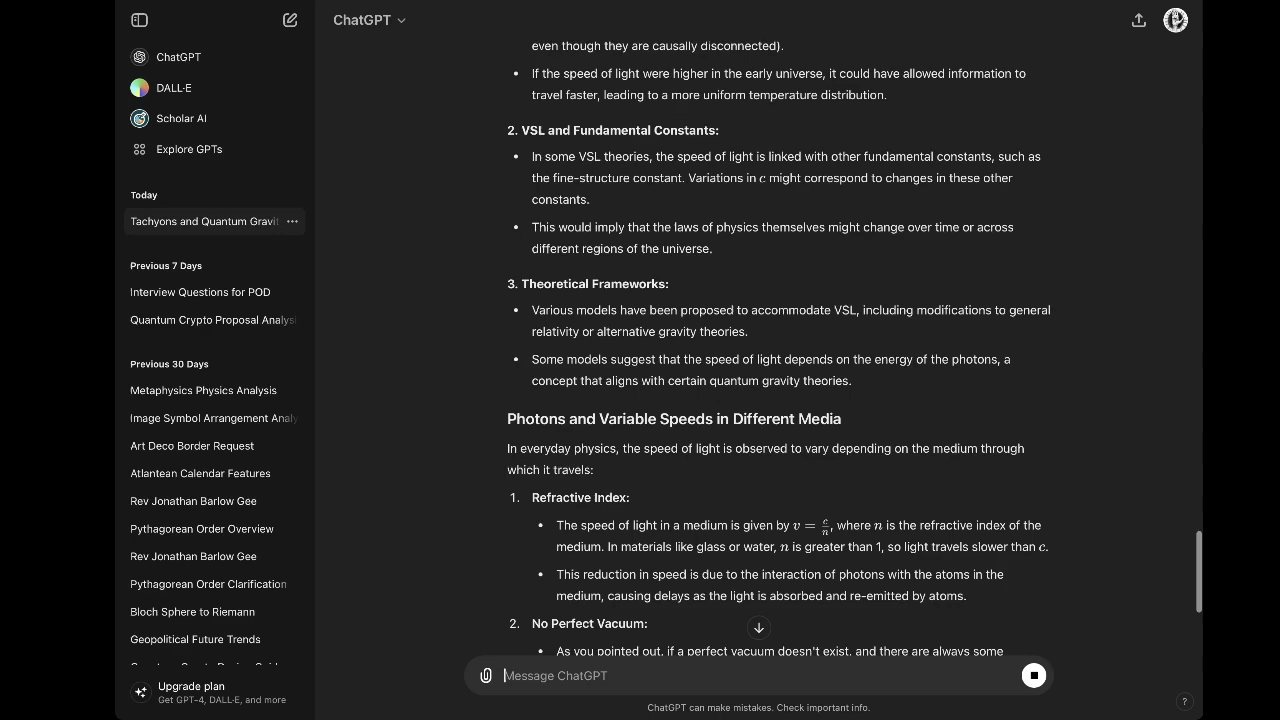 ChatGPT
ChatGPT
DALL·E
Scholar AI
Explore GPTs
Today
Tachyons and Quantum Gravit
Previous 7 Days
Interview Questions for POD
Quantum Crypto Proposal Analysi
Previous 30 Days
Metaphysics Physics Analysis
Image Symbol Arrangement Analy
Art Deco Border Request
Atlantean Calendar Features
Rev Jonathan Barlow Gee
Pythagorean Order Overview
Rev Jonathan Barlow Gee
Pythagorean Order Clarification
Bloch Sphere to Riemann
Geopolitical Future Trends
Upgrade plan
Get GPT-4, DALL·E, and more
even though they are causally disconnected).
• If the speed of light were higher in the early universe, it could have allowed information to
travel faster, leading to a more uniform temperature distribution.
2. VSL and Fundamental Constants:
• In some VSL theories, the speed of light is linked with other fundamental constants, such as
the fine-structure constant. Variations in c might correspond to changes in these other
constants.
• This would imply that the laws of physics themselves might change over time or across
different regions of the universe.
3. Theoretical Frameworks:
• Various models have been proposed to accommodate VSL, including modifications to general
relativity or alternative gravity theories.
• Some models suggest that the speed of light depends on the energy of the photons, a
concept that aligns with certain quantum gravity theories.
Photons and Variable Speeds in Different Media
In everyday physics, the speed of light is observed to vary depending on the medium through
which it travels:
1. Refractive Index:
• The speed of light in a medium is given by v = c/n, where n is the refractive index of the
medium. In materials like glass or water, n is greater than 1, so light travels slower than c.
• This reduction in speed is due to the interaction of photons with the atoms in the
medium, causing delays as the light is absorbed and re-emitted by atoms.
2. No Perfect Vacuum:
• As you pointed out, if a perfect vacuum doesn't exist, and there are always some
Message ChatGPT
ChatGPT can make mistakes. Check important info.
?